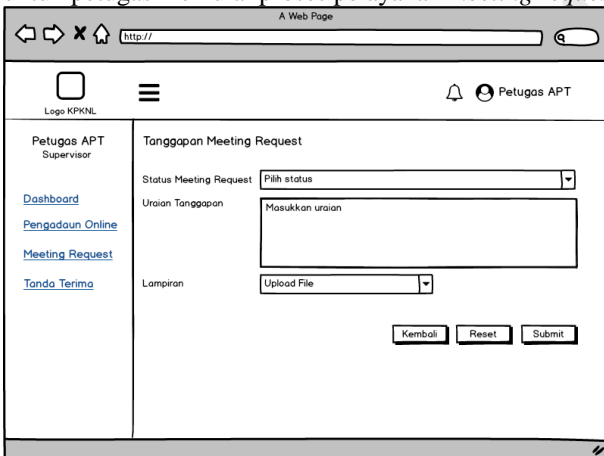 A Web Page
http://
Logo KPKNL
Petugas APT
Petugas APT
Supervisor
Dashboard
Pengadaun Online
Meeting Request
Tanda Terima
Tanggapan Meeting Request
Status Meeting Request Pilih status
Uraian Tanggapan Masukkan uraian
Lampiran Upload File
Kembali Reset Submit